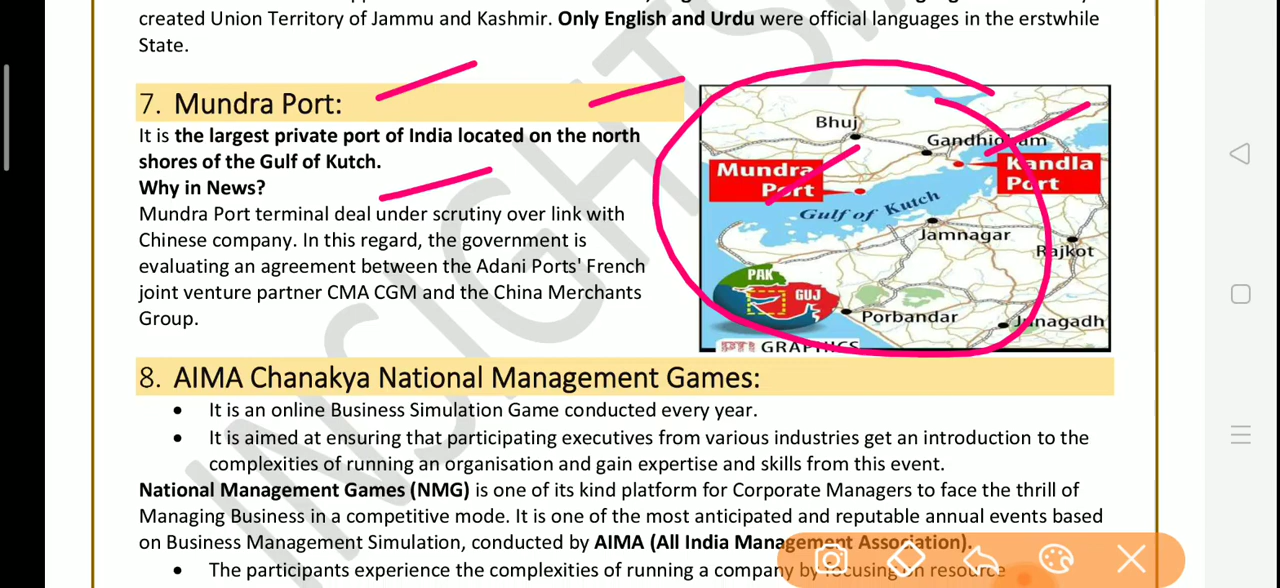 created Union Territory of Jammu and Kashmir. Only English and Urdu were official languages in the erstwhile
State.
7. Mundra Port:
It is the largest private port of India located on the north
shores of the Gulf of Kutch.
Why in News?
Mundra Port terminal deal under scrutiny over link with
Chinese company. In this regard, the government is
evaluating an agreement between the Adani Ports' French
joint venture partner CMA CGM and the China Merchants
Group.
Bhuj
Gandhidham
Mundra
Port
Kandla
Port
Gulf of Kutch
Jamnagar
Rajkot
PAK
GUJ
Porbandar
Junagadh
PTI GRAPHICS
8. AIMA Chanakya National Management Games:
• It is an online Business Simulation Game conducted every year.
• It is aimed at ensuring that participating executives from various industries get an introduction to the
complexities of running an organisation and gain expertise and skills from this event.
National Management Games (NMG) is one of its kind platform for Corporate Managers to face the thrill of
Managing Business in a competitive mode. It is one of the most anticipated and reputable annual events based
on Business Management Simulation, conducted by AIMA (All India Management Association).
• The participants experience the complexities of running a company by focusing on resource